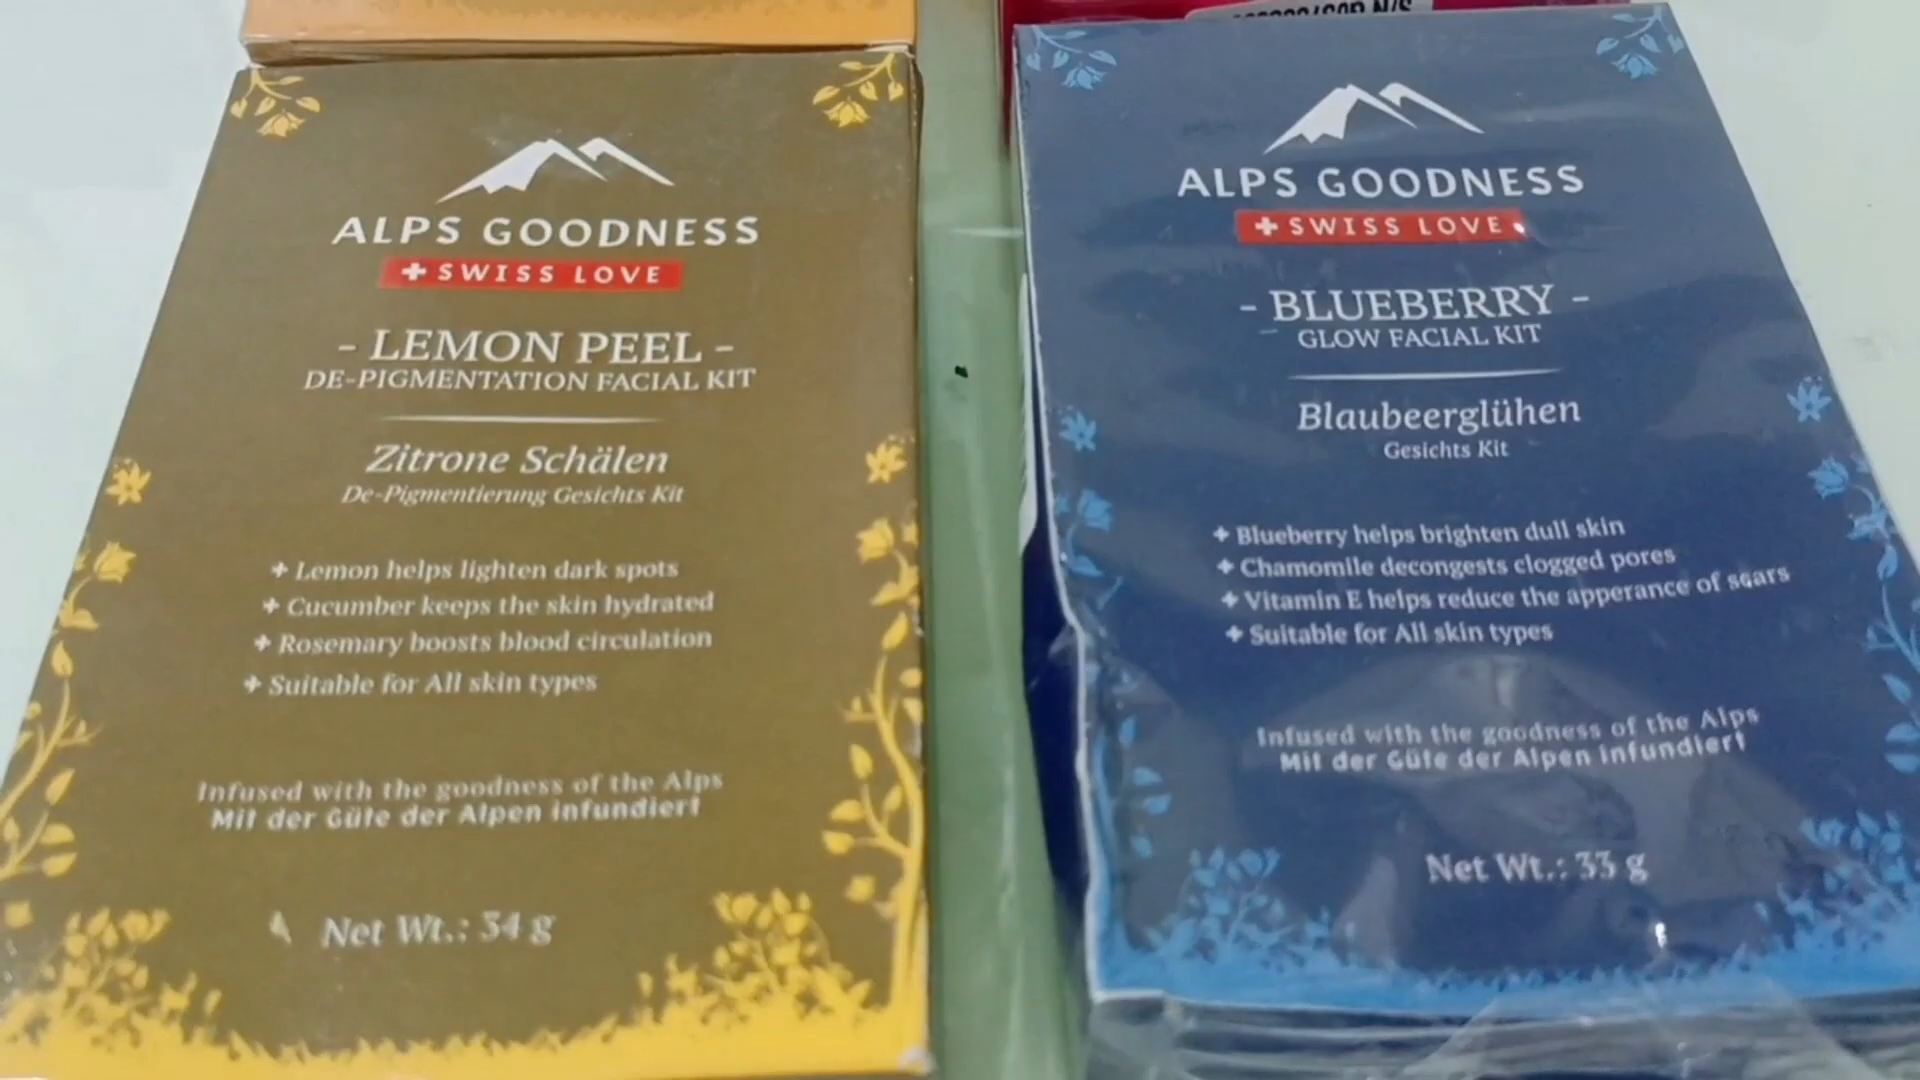 ALPS GOODNESS
SWISS LOVE
- LEMON PEEL -
DE-PIGMENTATION FACIAL KIT
Zitrone Schälen
De-Pigmentierung Gesichts Kit
+ Lemon helps lighten dark spots
+ Cucumber keeps the skin hydrated
+ Rosemary boosts blood circulation
+ Suitable for All skin types
Infused with the goodness of the Alps
Mit der Güte der Alpen infundiert
Net Wt.: 34 g
ALPS GOODNESS
SWISS LOVE
- BLUEBERRY -
GLOW FACIAL KIT
Blaubeerglühen
Gesichts Kit
+ Blueberry helps brighten dull skin
+ Chamomile decongests clogged pores
+ Vitamin E helps reduce the apperance of scars
+ Suitable for All skin types
Infused with the goodness of the Alps
Mit der Güte der Alpen infundiert
Net Wt.: 33 g